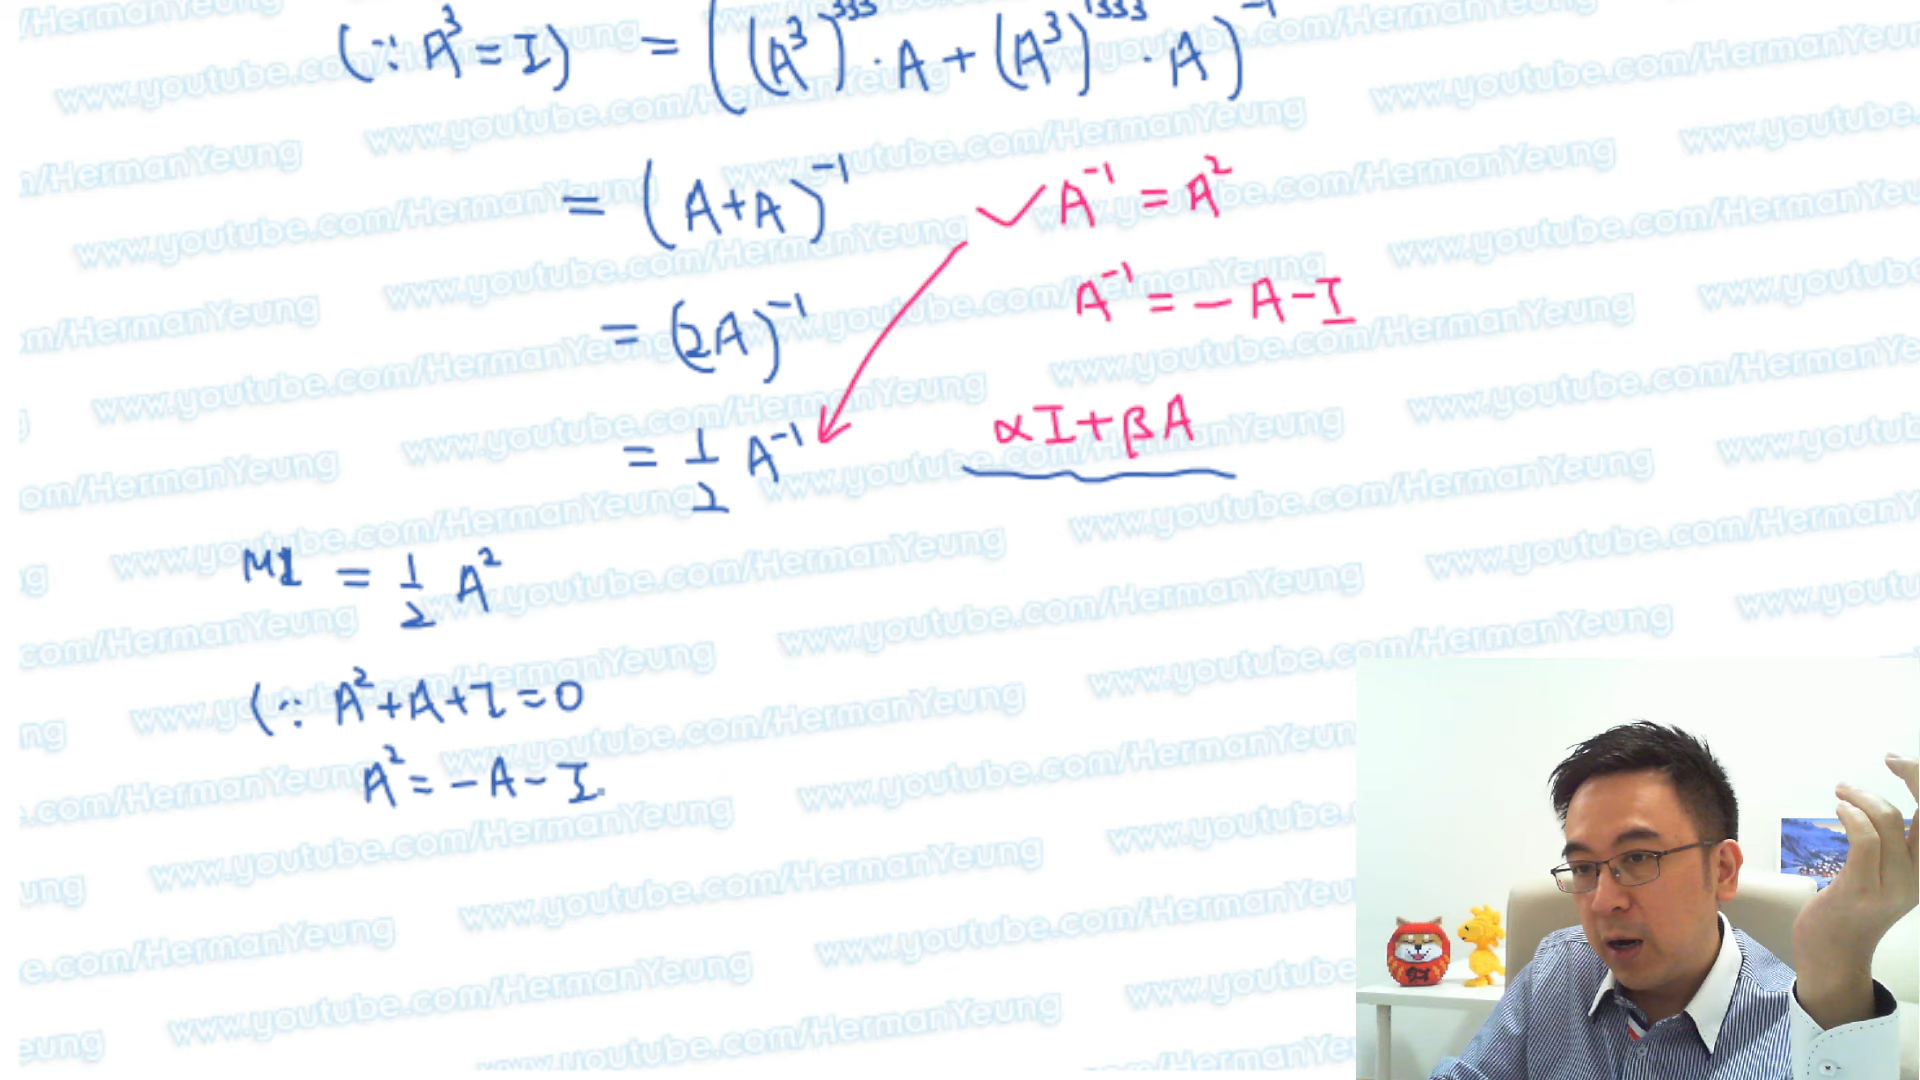 (∵ A³ = I) = ((A³)³³³ · A + (A³)¹³³³ · A)⁻¹
= (A+A)⁻¹
✓ A⁻¹ = A²
= (2A)⁻¹
A⁻¹ = -A-I
= 1/2 A⁻¹
αI+βA
M1 = 1/2 A²
(∵ A²+A+I=0
A² = -A-I.
www.youtube.com/HermanYeung